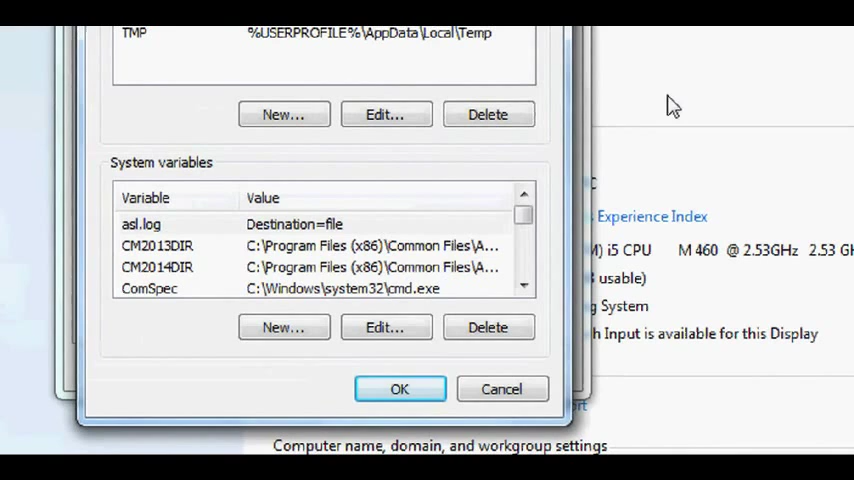 TMP %USERPROFILE%\AppData\Local\Temp
New... Edit... Delete
System variables
Variable Value
asl.log Destination=file
CM2013DIR C:\Program Files (x86)\Common Files\A...
CM2014DIR C:\Program Files (x86)\Common Files\A...
ComSpec C:\Windows\system32\cmd.exe
New... Edit... Delete
OK Cancel
C
Experience Index
M) i5 CPU M 460 @ 2.53GHz 2.53 GH
usable)
g System
h Input is available for this Display
ort
Computer name, domain, and workgroup settings